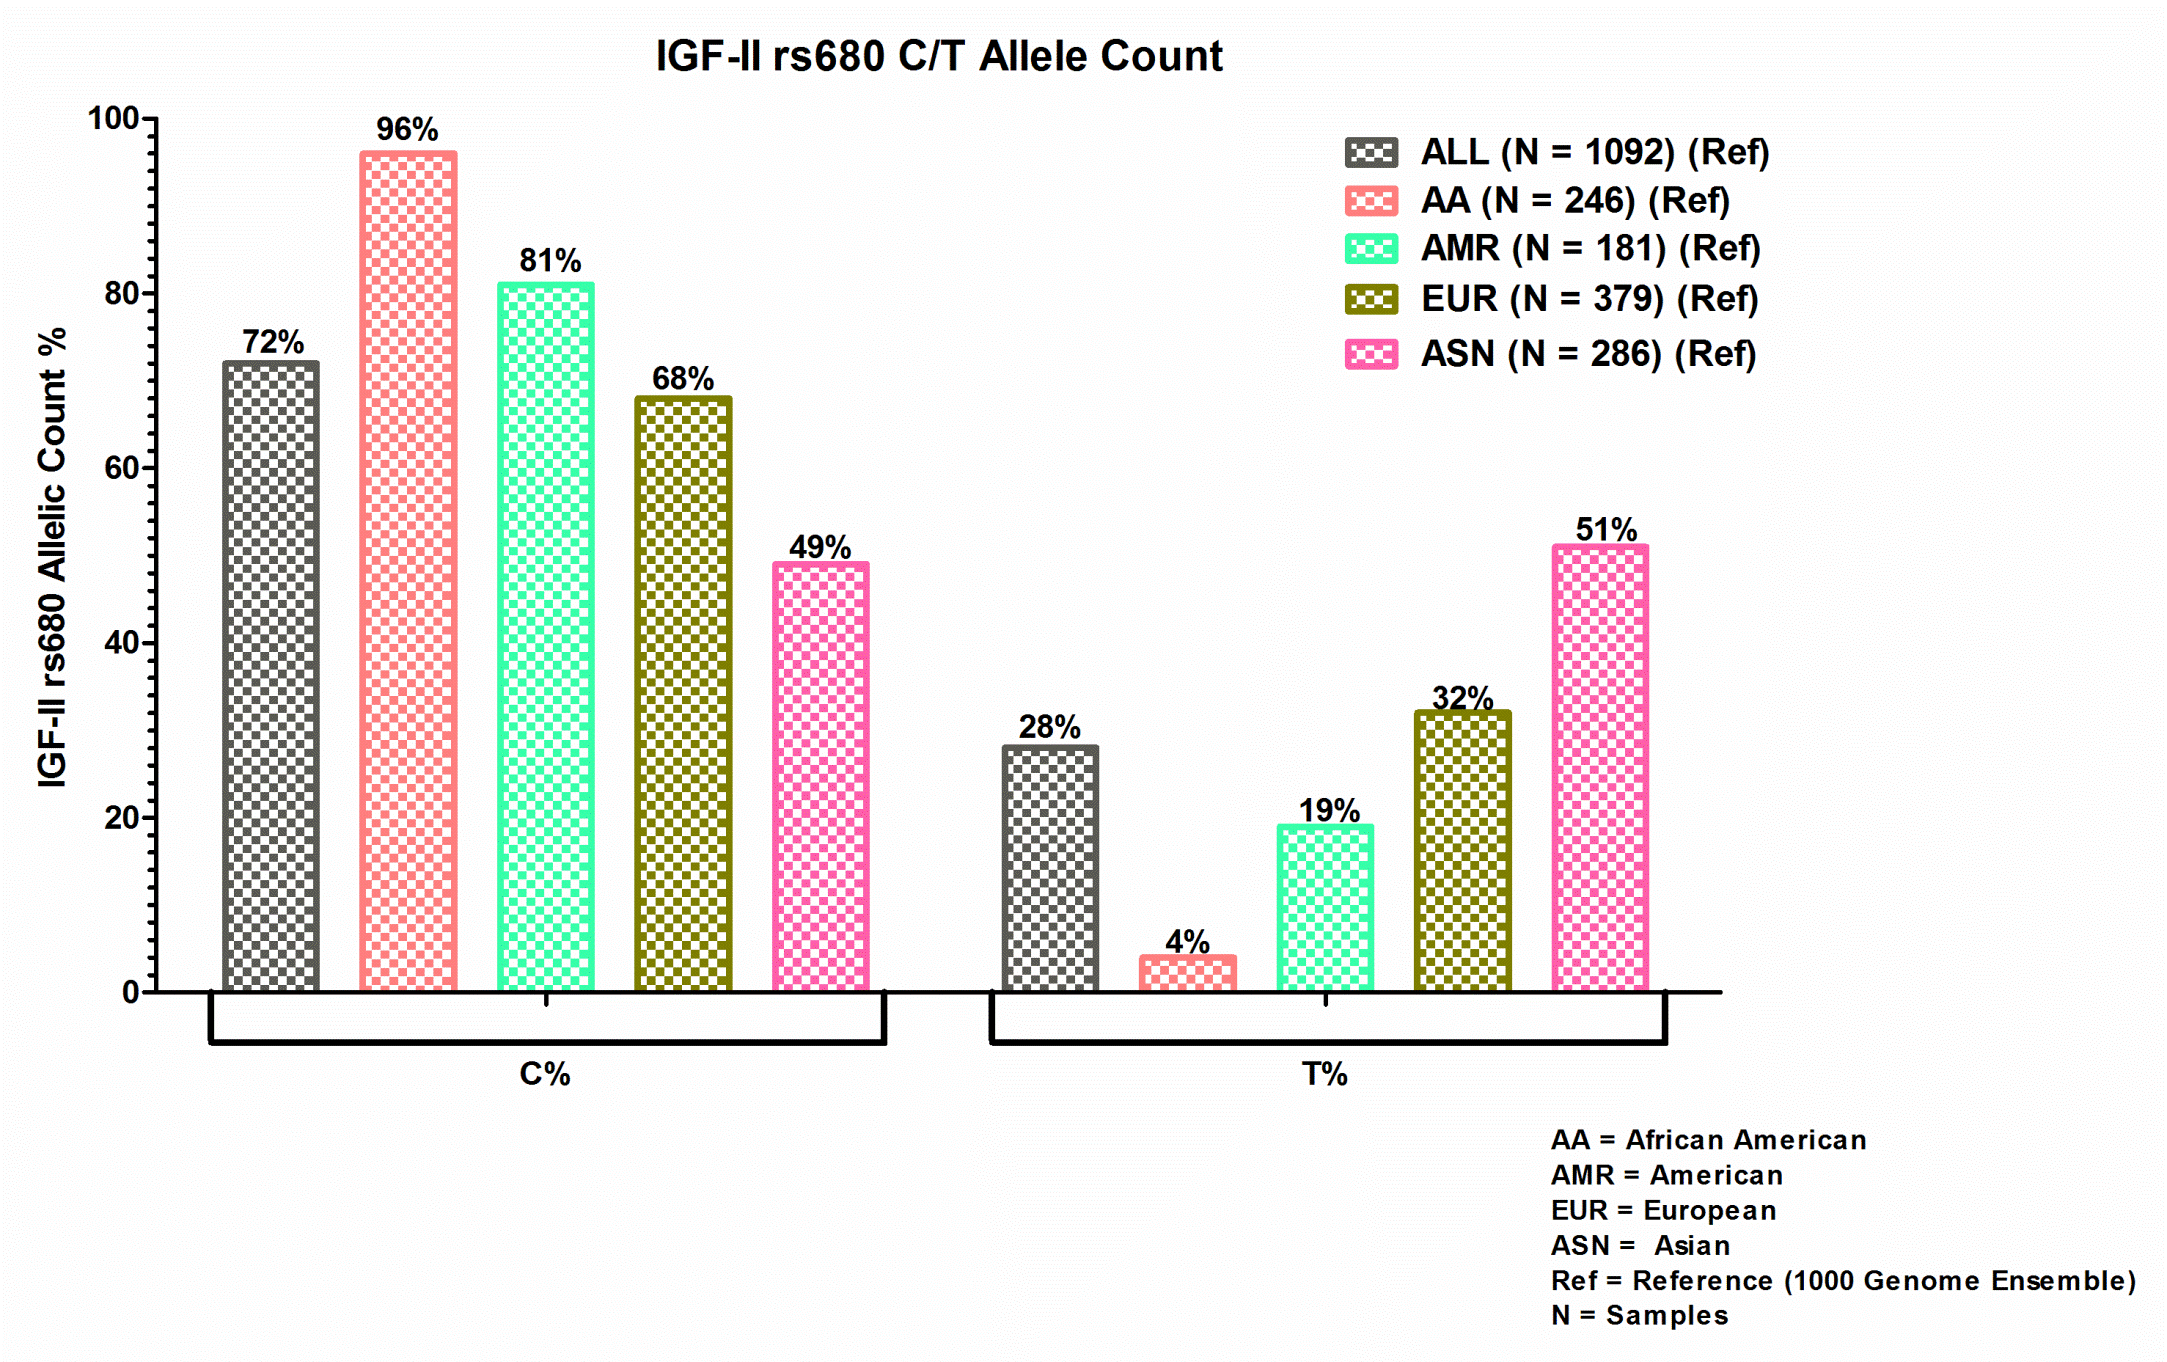 IGF-II rs680 C/T Allele Count
IGF-II rs680 Allelic Count %
100
80
60
40
20
0
72%
96%
81%
68%
49%
28%
4%
19%
32%
51%
C%
T%
ALL (N = 1092) (Ref)
AA (N = 246) (Ref)
AMR (N = 181) (Ref)
EUR (N = 379) (Ref)
ASN (N = 286) (Ref)
AA = African American
AMR = American
EUR = European
ASN =  Asian
Ref = Reference (1000 Genome Ensemble)
N = Samples